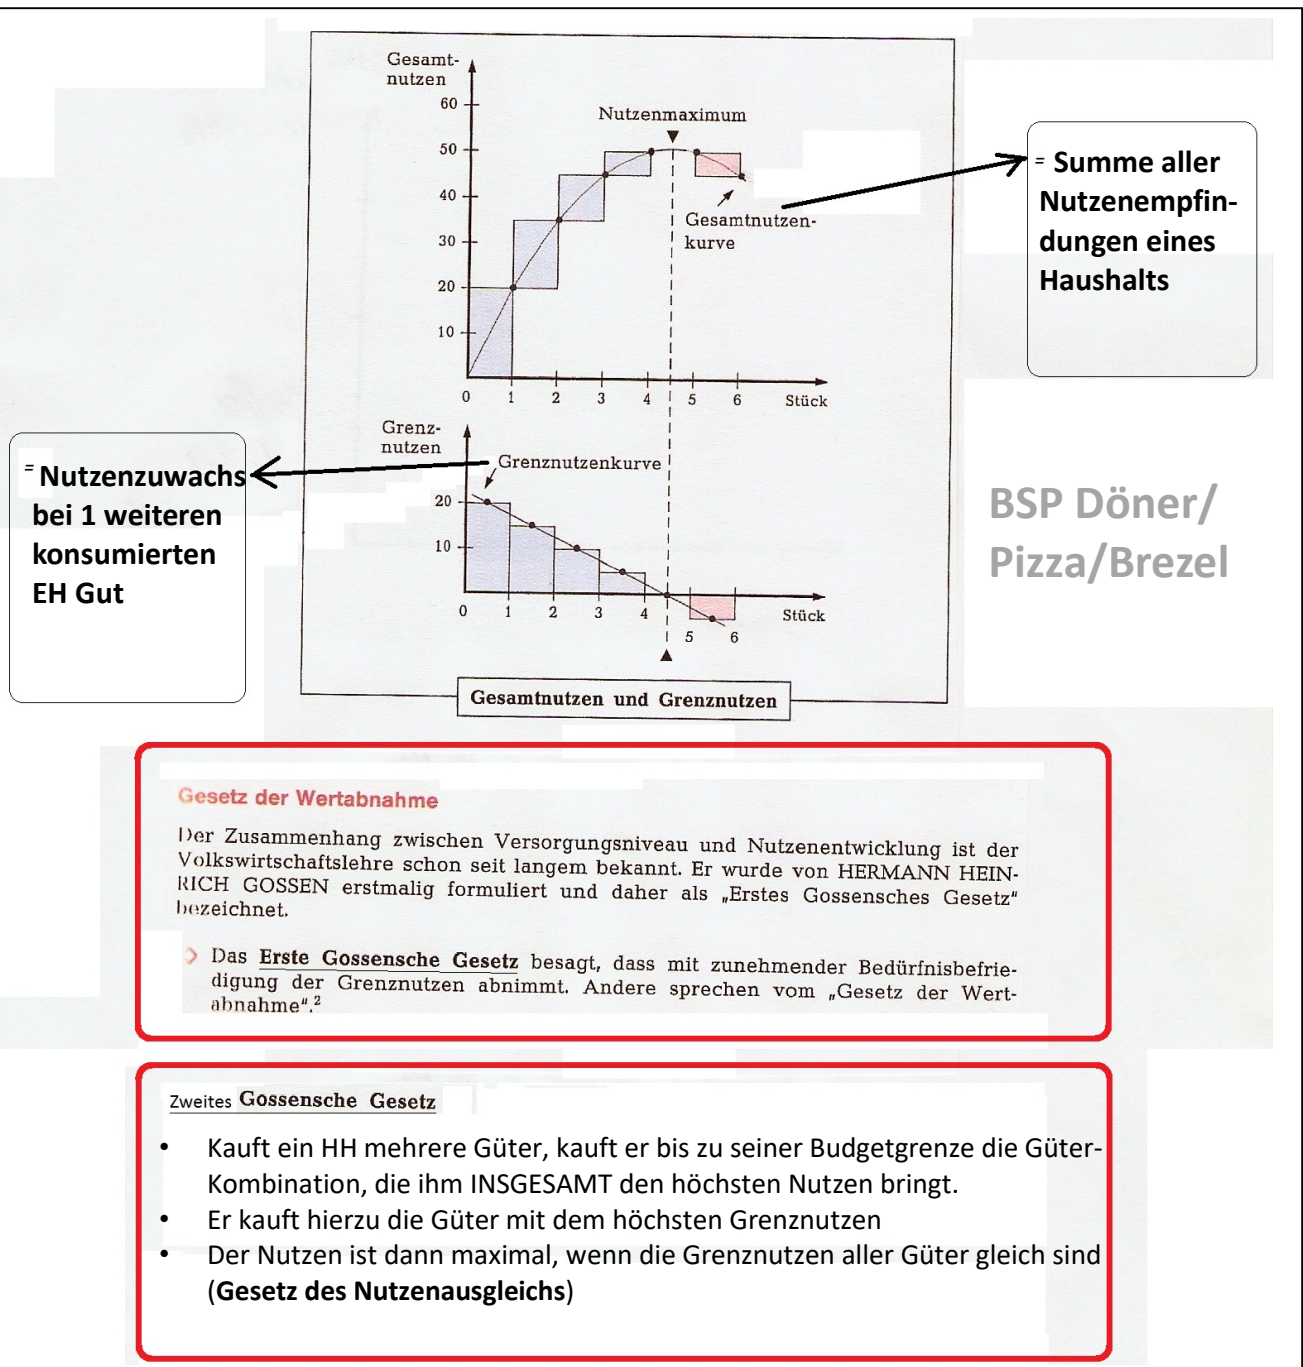 Gesamt-
nutzen
60
50
40
30
20
10
0 1 2 3 4 5 6 Stück
Nutzenmaximum
Gesamtnutzen-
kurve
= Summe aller
Nutzenempfin-
dungen eines
Haushalts
Grenz-
nutzen
Grenznutzenkurve
20
10
0 1 2 3 4 5 6 Stück
= Nutzenzuwachs
bei 1 weiteren
konsumierten
EH Gut
BSP Döner/
Pizza/Brezel
Gesamtnutzen und Grenznutzen
Gesetz der Wertabnahme
Der Zusammenhang zwischen Versorgungsniveau und Nutzenentwicklung ist der
Volkswirtschaftslehre schon seit langem bekannt. Er wurde von HERMANN HEIN-
RICH GOSSEN erstmalig formuliert und daher als „Erstes Gossensches Gesetz"
bezeichnet.
Das Erste Gossensche Gesetz besagt, dass mit zunehmender Bedürfnisbefrie-
digung der Grenznutzen abnimmt. Andere sprechen vom „Gesetz der Wert-
abnahme".²
Zweites Gossensche Gesetz
• Kauft ein HH mehrere Güter, kauft er bis zu seiner Budgetgrenze die Güter-
Kombination, die ihm INSGESAMT den höchsten Nutzen bringt.
• Er kauft hierzu die Güter mit dem höchsten Grenznutzen
• Der Nutzen ist dann maximal, wenn die Grenznutzen aller Güter gleich sind
(Gesetz des Nutzenausgleichs)